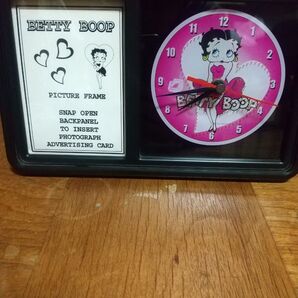 BETTY BOOP
PICTURE FRAME
SNAP OPEN
BACKPANEL
TO INSERT
PHOTOGRAPH
ADVERTISING CARD
12
1
2
3
4
5
6
7
8
9
10
11
BETTY BOOP